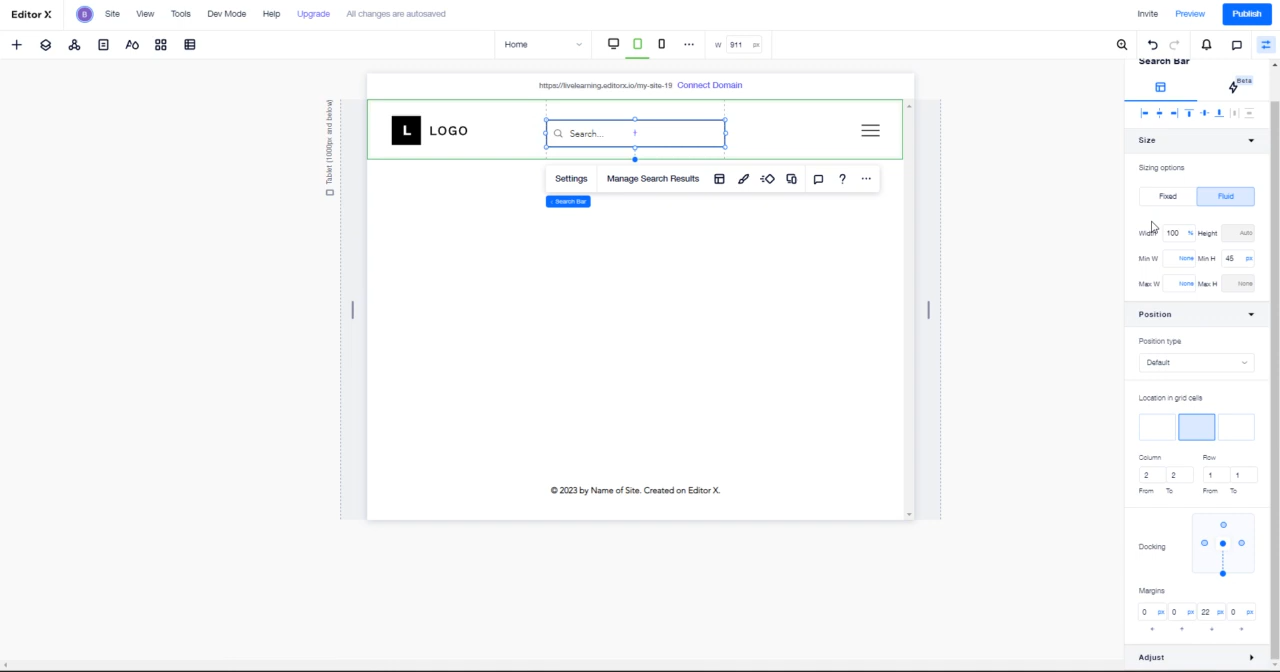 Editor X
B
Site
View
Tools
Dev Mode
Help
Upgrade
All changes are autosaved
Invite
Preview
Publish
Home
W 911 px
https://livelearning.editorx.io/my-site-19 Connect Domain
Tablet (1000px and below)
L LOGO
Search...
Settings
Manage Search Results
?
‹ Search Bar
© 2023 by Name of Site. Created on Editor X.
Search Bar
Beta
Size
Sizing options
Fixed
Fluid
Width 100 % Height Auto
Min W None Min H 45 px
Max W None Max H None
Position
Position type
Default
Location in grid cells
Column Row
2 2 1 1
From To From To
Docking
Margins
0 px 0 px 22 px 0 px
Adjust